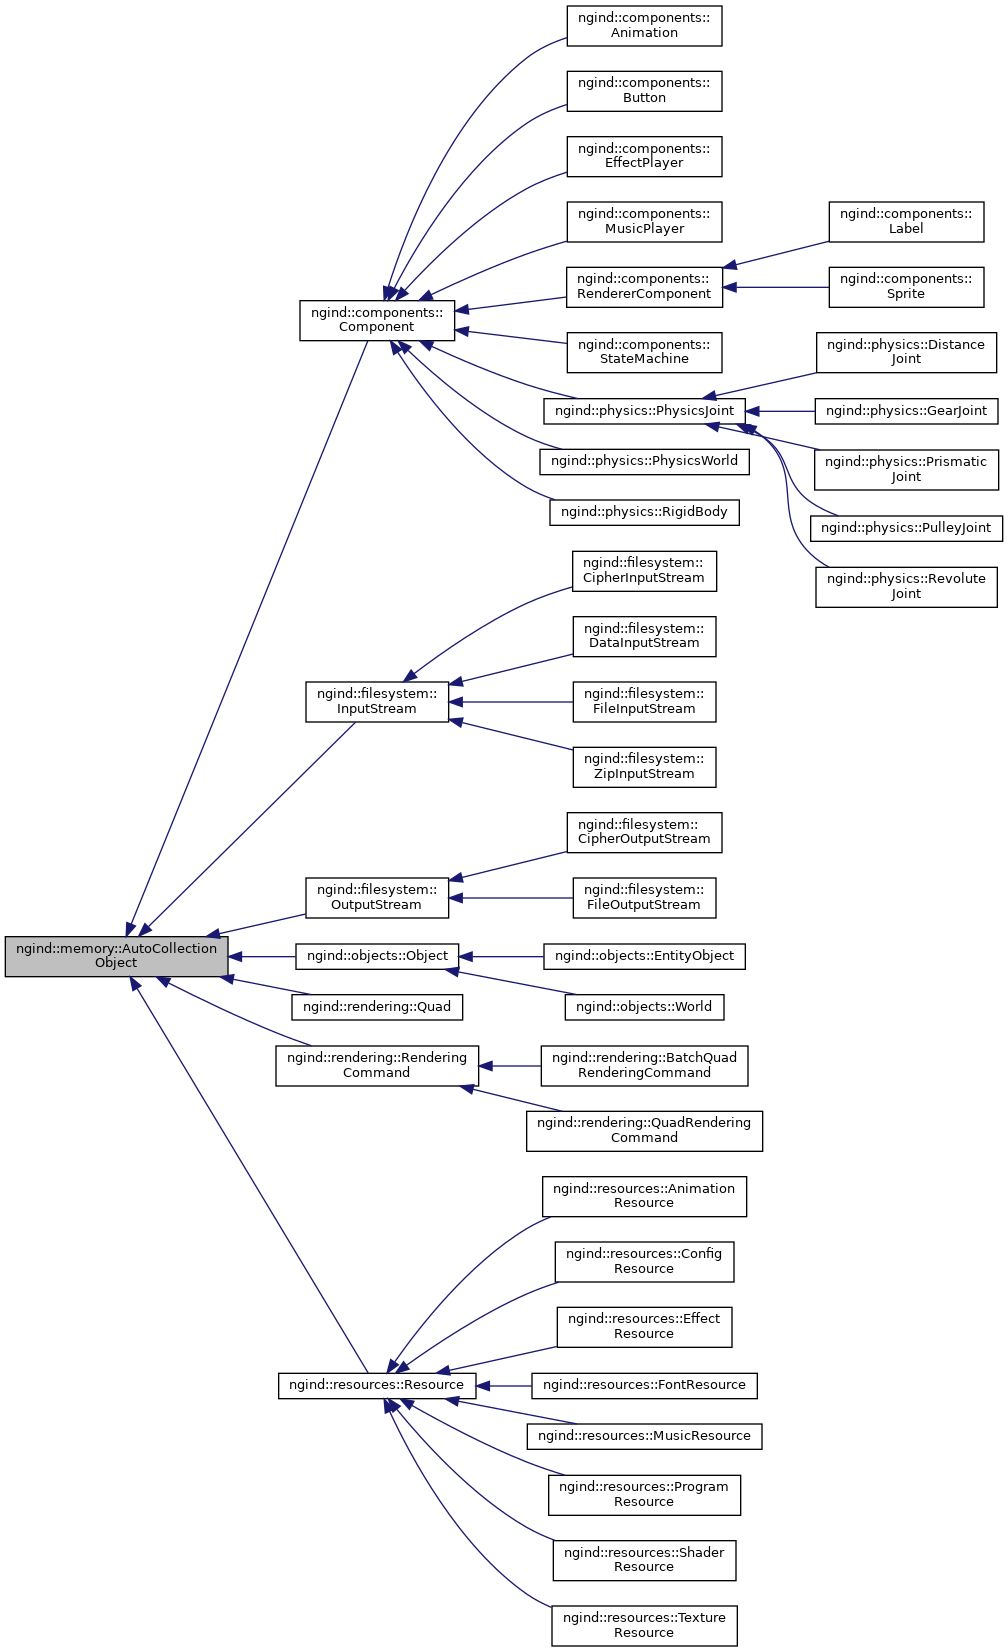 ngind::components::
Animation
ngind::components::
Button
ngind::components::
EffectPlayer
ngind::components::
MusicPlayer
ngind::components::
Label
ngind::components::
RendererComponent
ngind::components::
Sprite
ngind::components::
Component
ngind::components::
StateMachine
ngind::physics::Distance
Joint
ngind::physics::PhysicsJoint
ngind::physics::GearJoint
ngind::physics::PhysicsWorld
ngind::physics::Prismatic
Joint
ngind::physics::RigidBody
ngind::physics::PulleyJoint
ngind::physics::Revolute
Joint
ngind::filesystem::
CipherInputStream
ngind::filesystem::
DataInputStream
ngind::filesystem::
InputStream
ngind::filesystem::
FileInputStream
ngind::filesystem::
ZipInputStream
ngind::filesystem::
CipherOutputStream
ngind::filesystem::
OutputStream
ngind::filesystem::
FileOutputStream
ngind::memory::AutoCollection
Object
ngind::objects::Object
ngind::objects::EntityObject
ngind::rendering::Quad
ngind::objects::World
ngind::rendering::Rendering
Command
ngind::rendering::BatchQuad
RenderingCommand
ngind::rendering::QuadRendering
Command
ngind::resources::Animation
Resource
ngind::resources::Config
Resource
ngind::resources::Effect
Resource
ngind::resources::Resource
ngind::resources::FontResource
ngind::resources::MusicResource
ngind::resources::Program
Resource
ngind::resources::Shader
Resource
ngind::resources::Texture
Resource